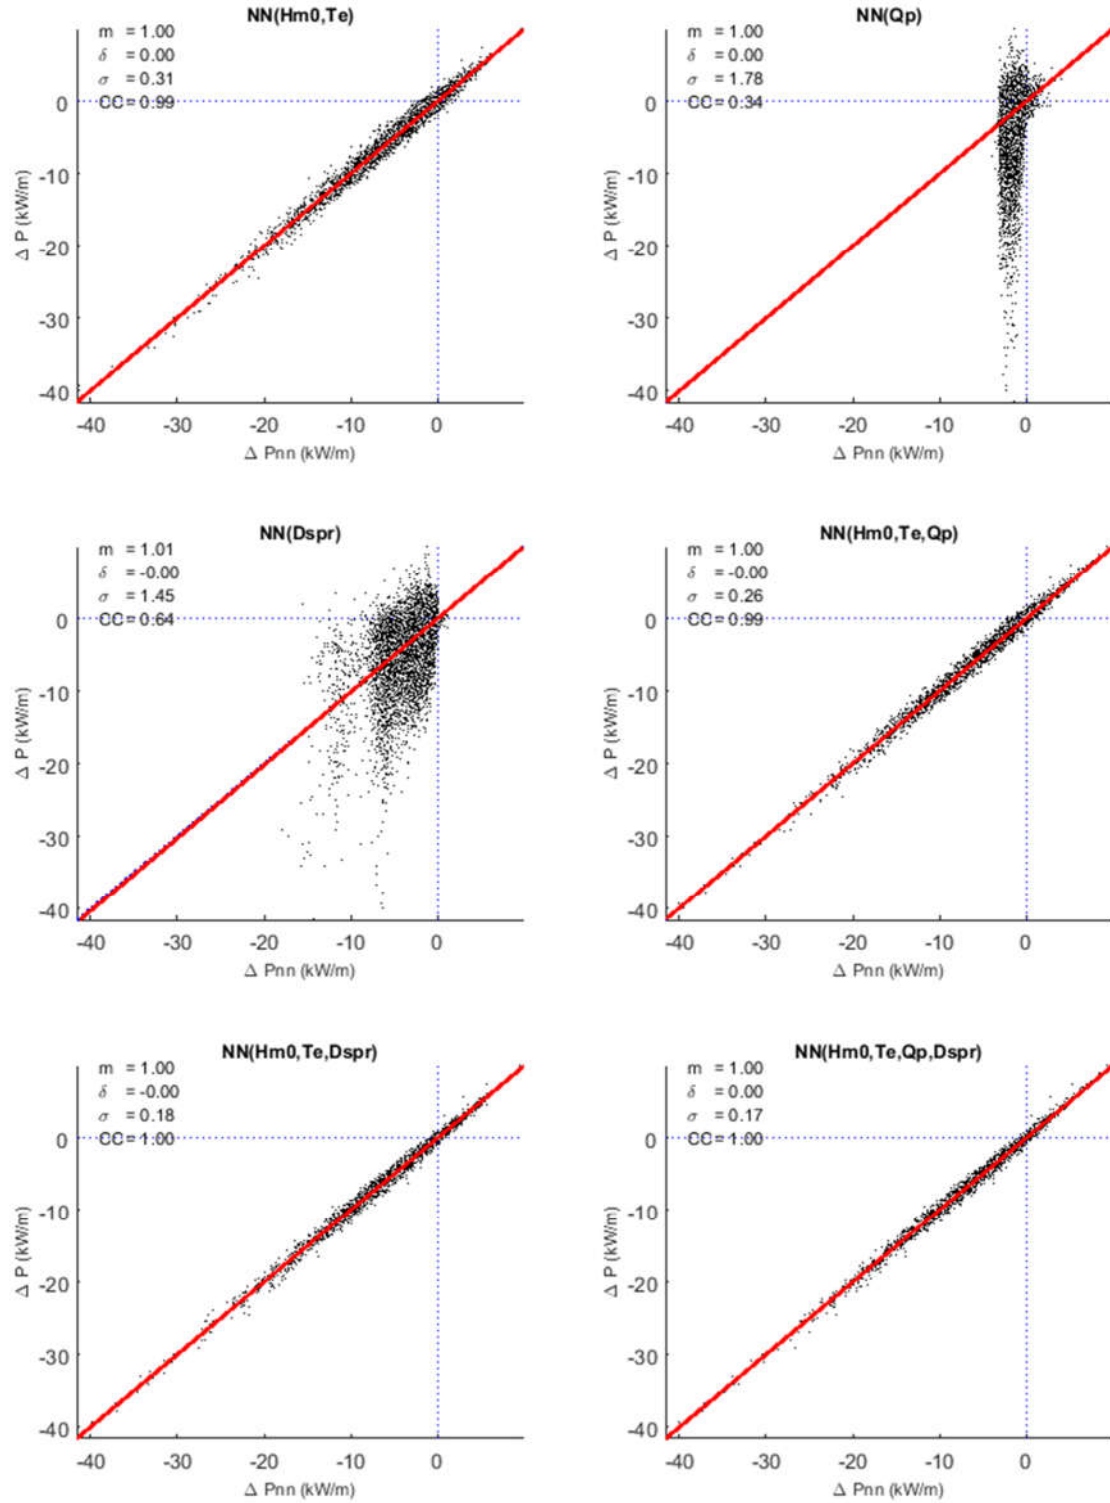 NN(Hm0,Te)
m = 1.00
δ = 0.00
σ = 0.31
CC = 0.99
0
-10
-20
-30
-40
Δ P (kW/m)
-40 -30 -20 -10 0
Δ Pnn (kW/m)
NN(Qp)
m = 1.00
δ = 0.00
σ = 1.78
CC = 0.34
0
-10
-20
-30
-40
Δ P (kW/m)
-40 -30 -20 -10 0
Δ Pnn (kW/m)
NN(Dspr)
m = 1.01
δ = -0.00
σ = 1.45
CC = 0.64
0
-10
-20
-30
-40
Δ P (kW/m)
-40 -30 -20 -10 0
Δ Pnn (kW/m)
NN(Hm0,Te,Qp)
m = 1.00
δ = -0.00
σ = 0.26
CC = 0.99
0
-10
-20
-30
-40
Δ P (kW/m)
-40 -30 -20 -10 0
Δ Pnn (kW/m)
NN(Hm0,Te,Dspr)
m = 1.00
δ = -0.00
σ = 0.18
CC = 1.00
0
-10
-20
-30
-40
Δ P (kW/m)
-40 -30 -20 -10 0
Δ Pnn (kW/m)
NN(Hm0,Te,Qp,Dspr)
m = 1.00
δ = 0.00
σ = 0.17
CC = 1.00
0
-10
-20
-30
-40
Δ P (kW/m)
-40 -30 -20 -10 0
Δ Pnn (kW/m)